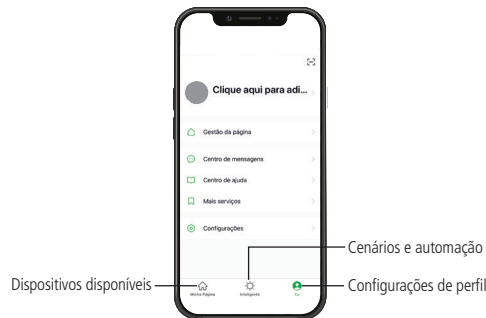 Clique aqui para adi...
Gestão da página
Centro de mensagens
Centro de ajuda
Mais serviços
Configurações
Cenários e automação
Dispositivos disponíveis
Configurações de perfil
Minha Página
Inteligente
Eu